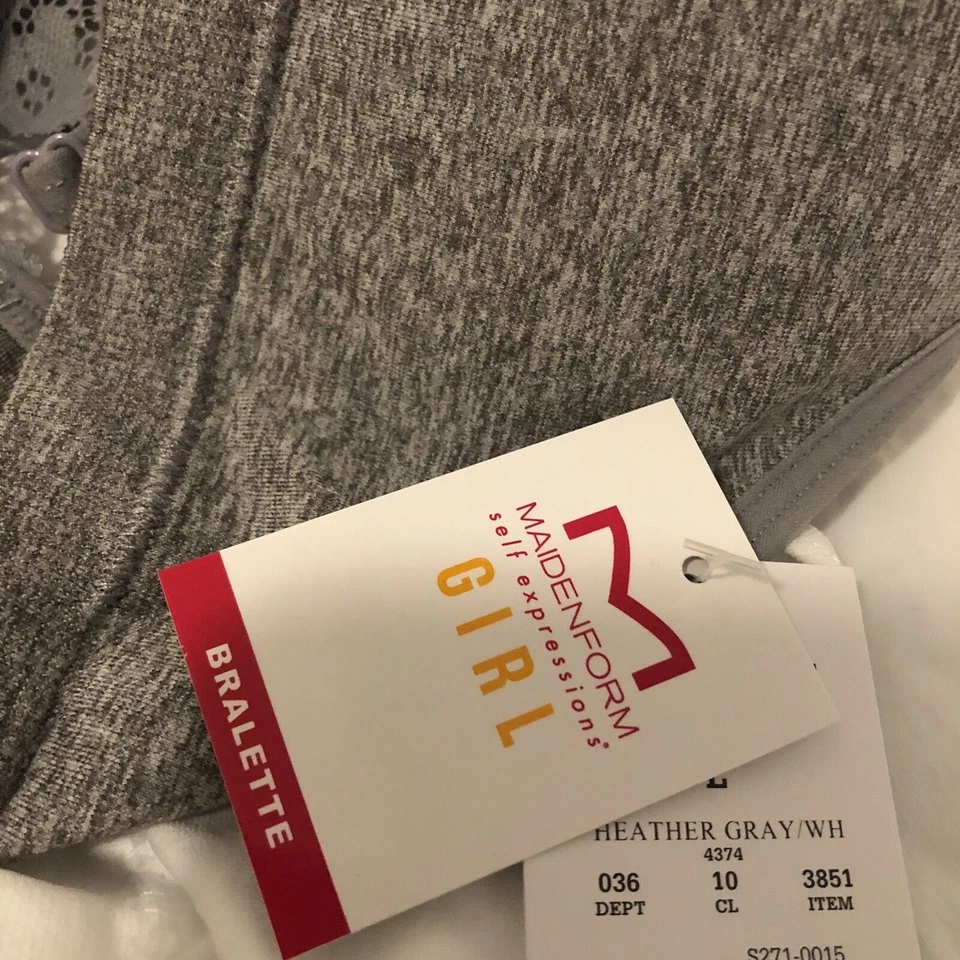 MAIDENFORM
self expressions®
GIRL
BRALETTE
HEATHER GRAY/WH
4374
036 10 3851
DEPT CL ITEM
S271-0015